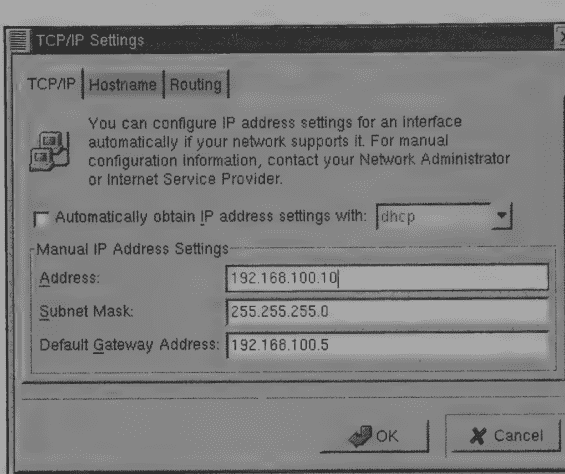 TCP/IP Settings
TCP/IP Hostname Routing
You can configure IP address settings for an interface
automatically if your network supports it. For manual
configuration information, contact your Network Administrator
or Internet Service Provider.
Automatically obtain IP address settings with: dhcp
Manual IP Address Settings
Address: 192.168.100.10
Subnet Mask: 255.255.255.0
Default Gateway Address: 192.168.100.5
OK Cancel